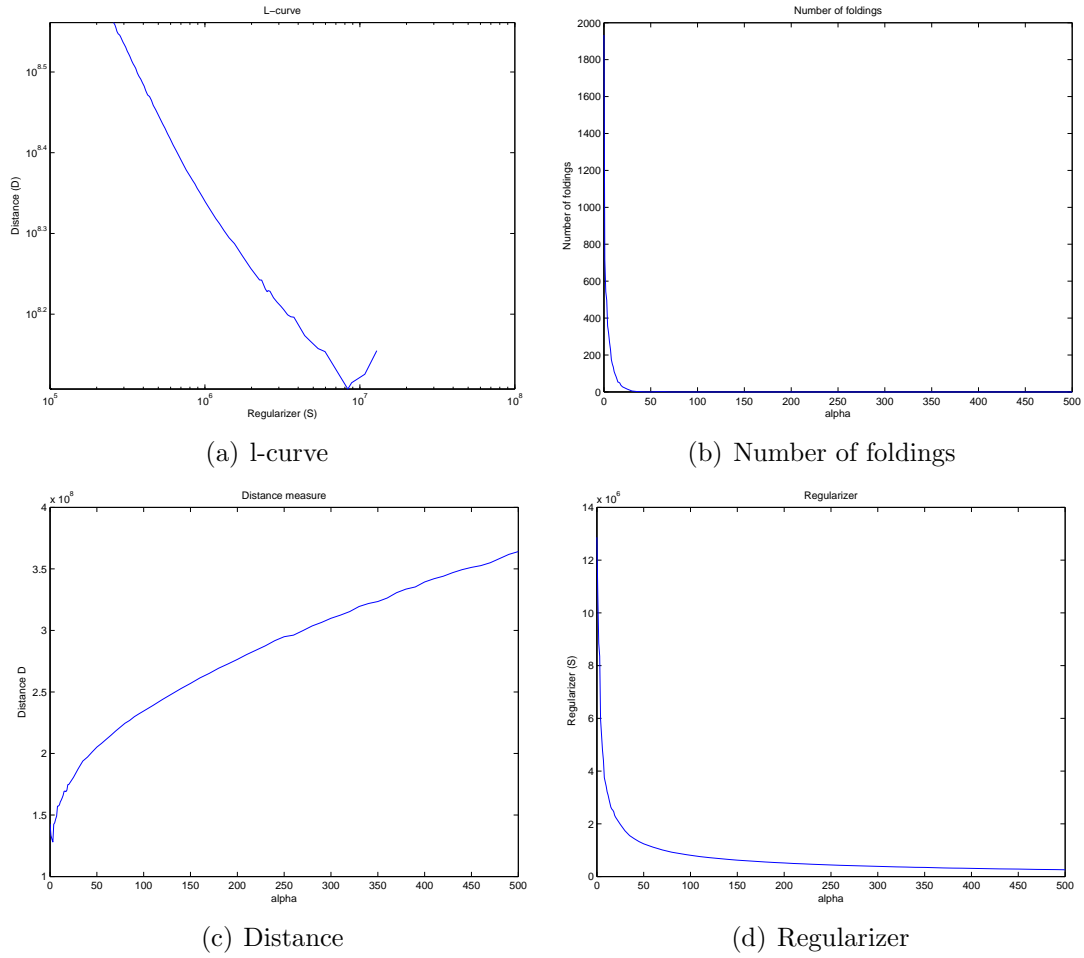 L−curve
Distance (D)
10^8.5
10^8.4
10^8.3
10^8.2
10^5
10^6
10^7
10^8
Regularizer (S)
(a) l-curve
Number of foldings
Number of foldings
2000
1800
1600
1400
1200
1000
800
600
400
200
0
0 50 100 150 200 250 300 350 400 450 500
alpha
(b) Number of foldings
x 10^8
Distance measure
Distance D
4
3.5
3
2.5
2
1.5
1
0 50 100 150 200 250 300 350 400 450 500
alpha
(c) Distance
x 10^6
Regularizer
Regularizer (S)
14
12
10
8
6
4
2
0
0 50 100 150 200 250 300 350 400 450 500
alpha
(d) Regularizer